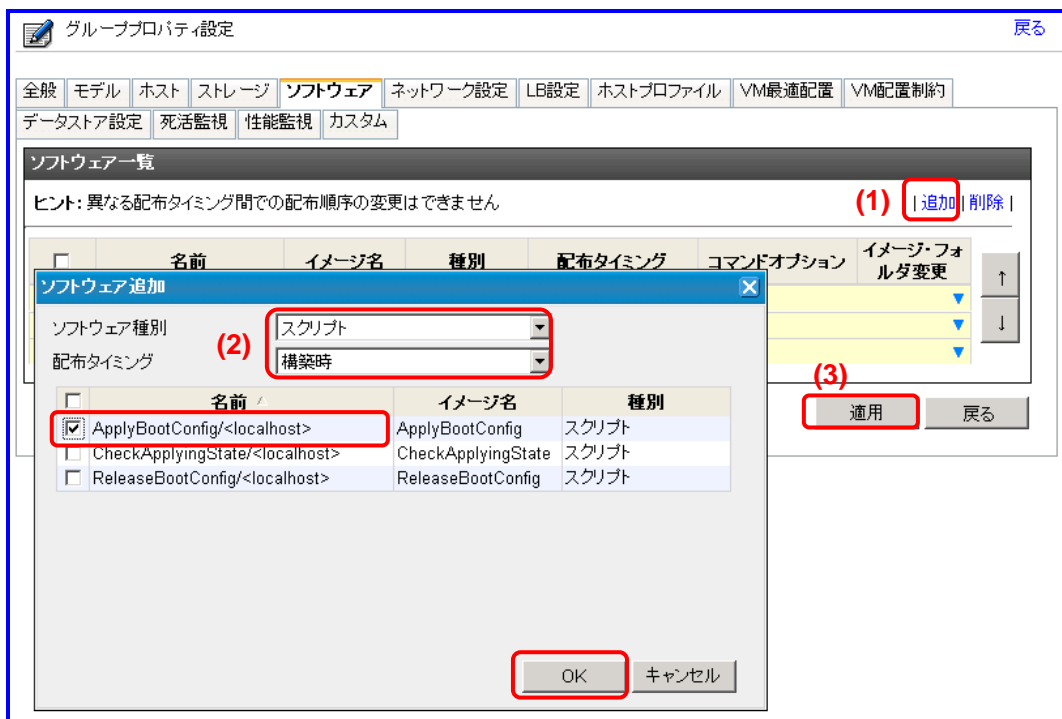 グループプロパティ設定 戻る
全般 モデル ホスト ストレージ ソフトウェア ネットワーク設定 LB設定 ホストプロファイル VM最適配置 VM配置制約
データストア設定 死活監視 性能監視 カスタム
ソフトウェア一覧
ヒント: 異なる配布タイミング間での配布順序の変更はできません (1) | 追加 | 削除 |
名前 イメージ名 種別 配布タイミング コマンドオプション イメージ・フォルダ変更 ↑
ソフトウェア追加
ソフトウェア種別 スクリプト ↓
(2)
配布タイミング 構築時
(3)
名前 イメージ名 種別 適用 戻る
ApplyBootConfig/<localhost> ApplyBootConfig スクリプト
CheckApplyingState/<localhost> CheckApplyingState スクリプト
ReleaseBootConfig/<localhost> ReleaseBootConfig スクリプト
OK キャンセル